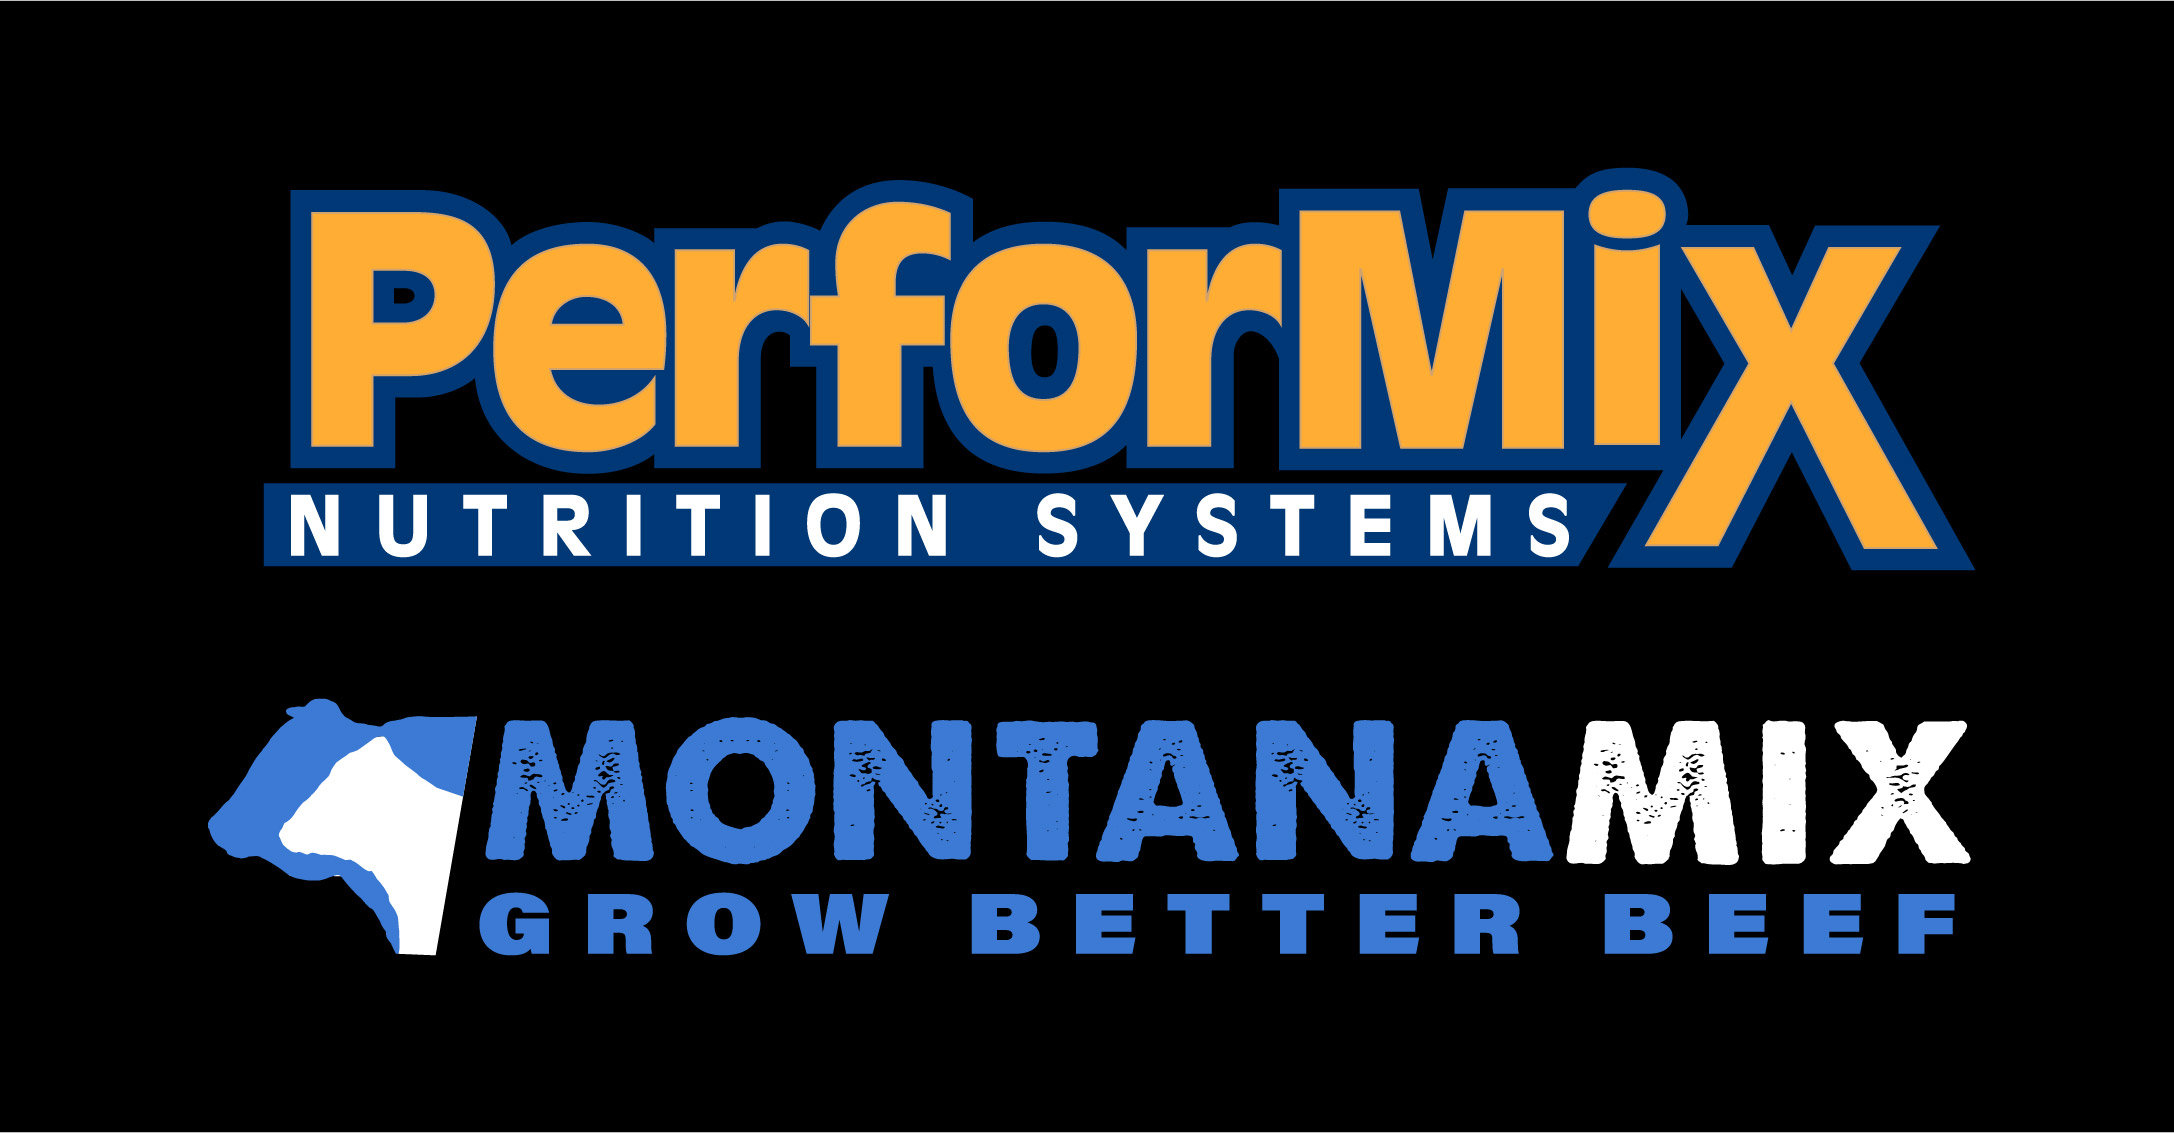 PerforMix
NUTRITION SYSTEMS
MONTANAMIX
GROW BETTER BEEF